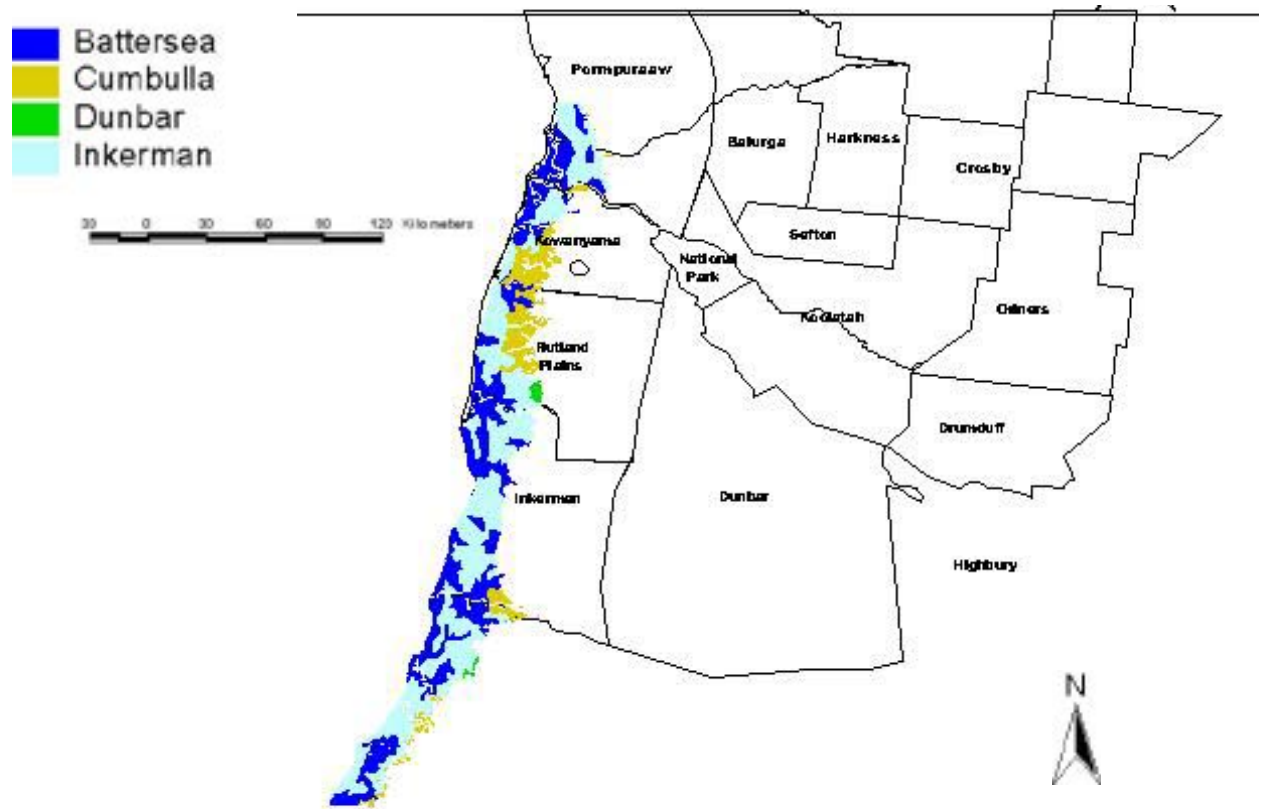 Battersea
Cumbulla
Dunbar
Inkerman
30 0 30 60 90 120 Kilometers
Pormpuraaw
Balurga
Harkness
Crosby
Sefton
Kowanyama
National
Park
Koolatah
Oriners
Rutland
Plains
Drumduff
Inkerman
Dunbar
Highbury
N